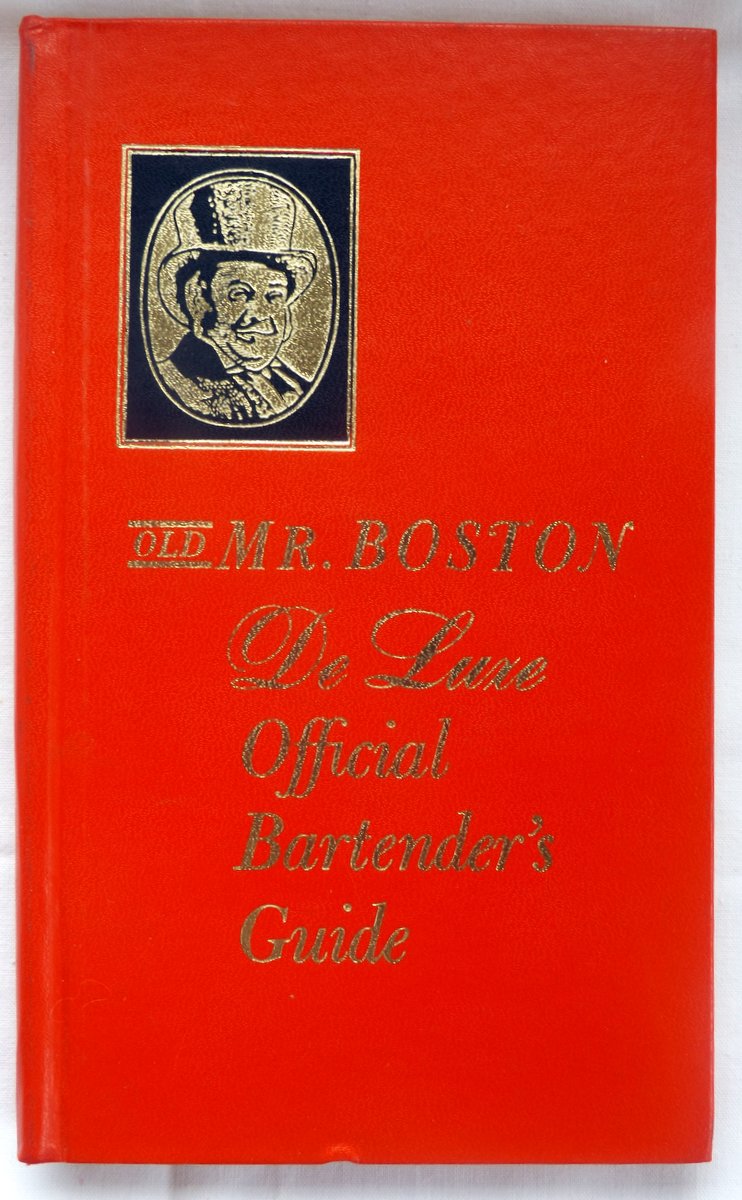 OLD MR. BOSTON
De Luxe
Official
Bartender's
Guide